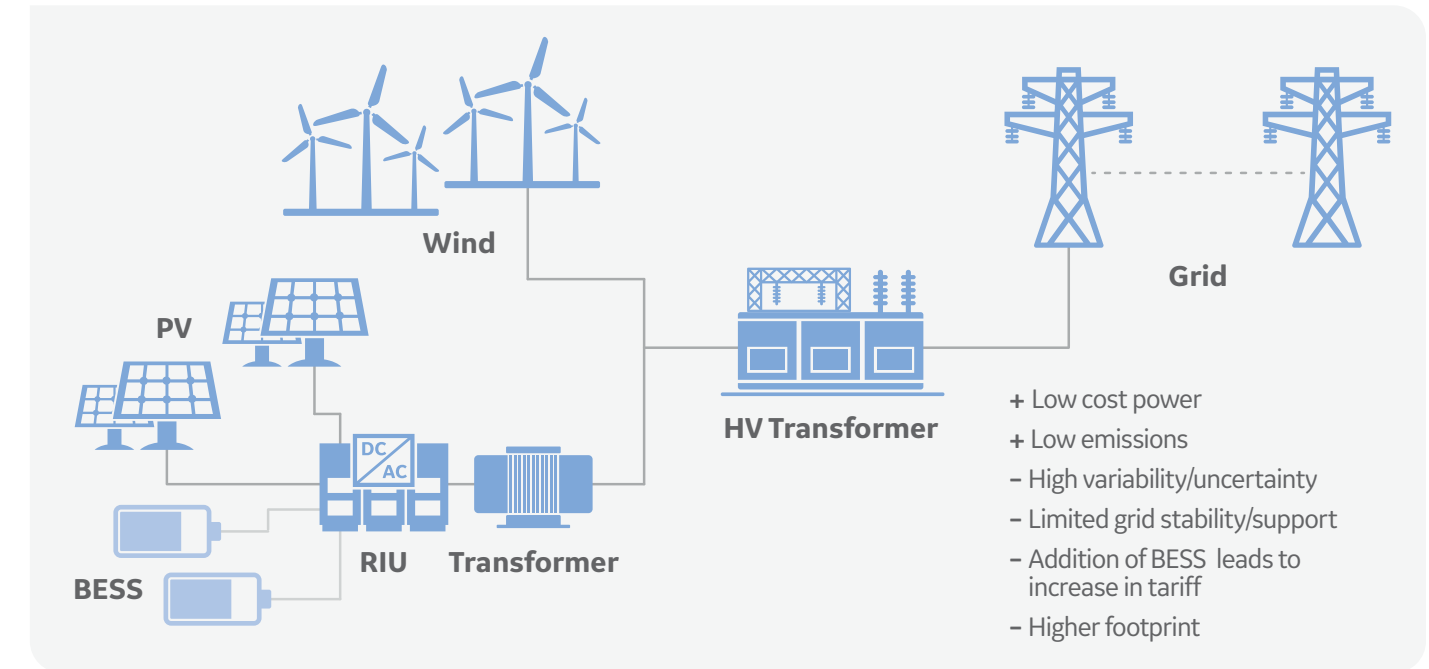 Wind
Grid
PV
HV Transformer
DC
AC
RIU
Transformer
BESS
+ Low cost power
+ Low emissions
– High variability/uncertainty
– Limited grid stability/support
– Addition of BESS leads to
increase in tariff
– Higher footprint